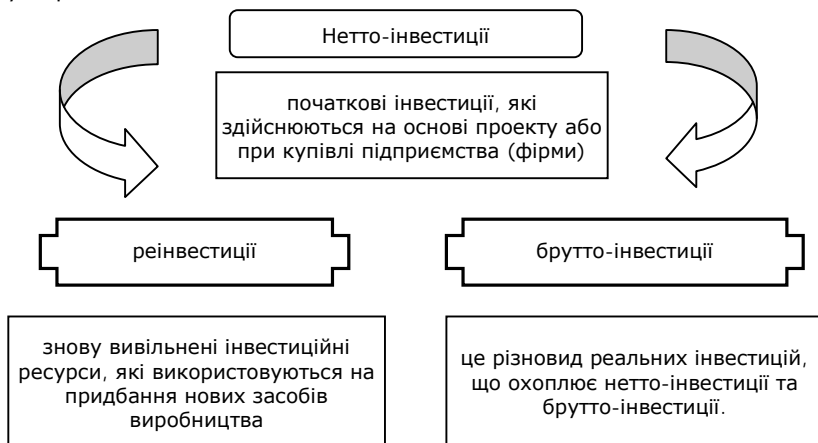 Нетто-інвестиції
початкові інвестиції, які
здійснюються на основі проекту або
при купівлі підприємства (фірми)
реінвестиції
брутто-інвестиції
знову вивільнені інвестиційні
ресурси, які використовуються на
придбання нових засобів
виробництва
це різновид реальних інвестицій,
що охоплює нетто-інвестиції та
брутто-інвестиції.